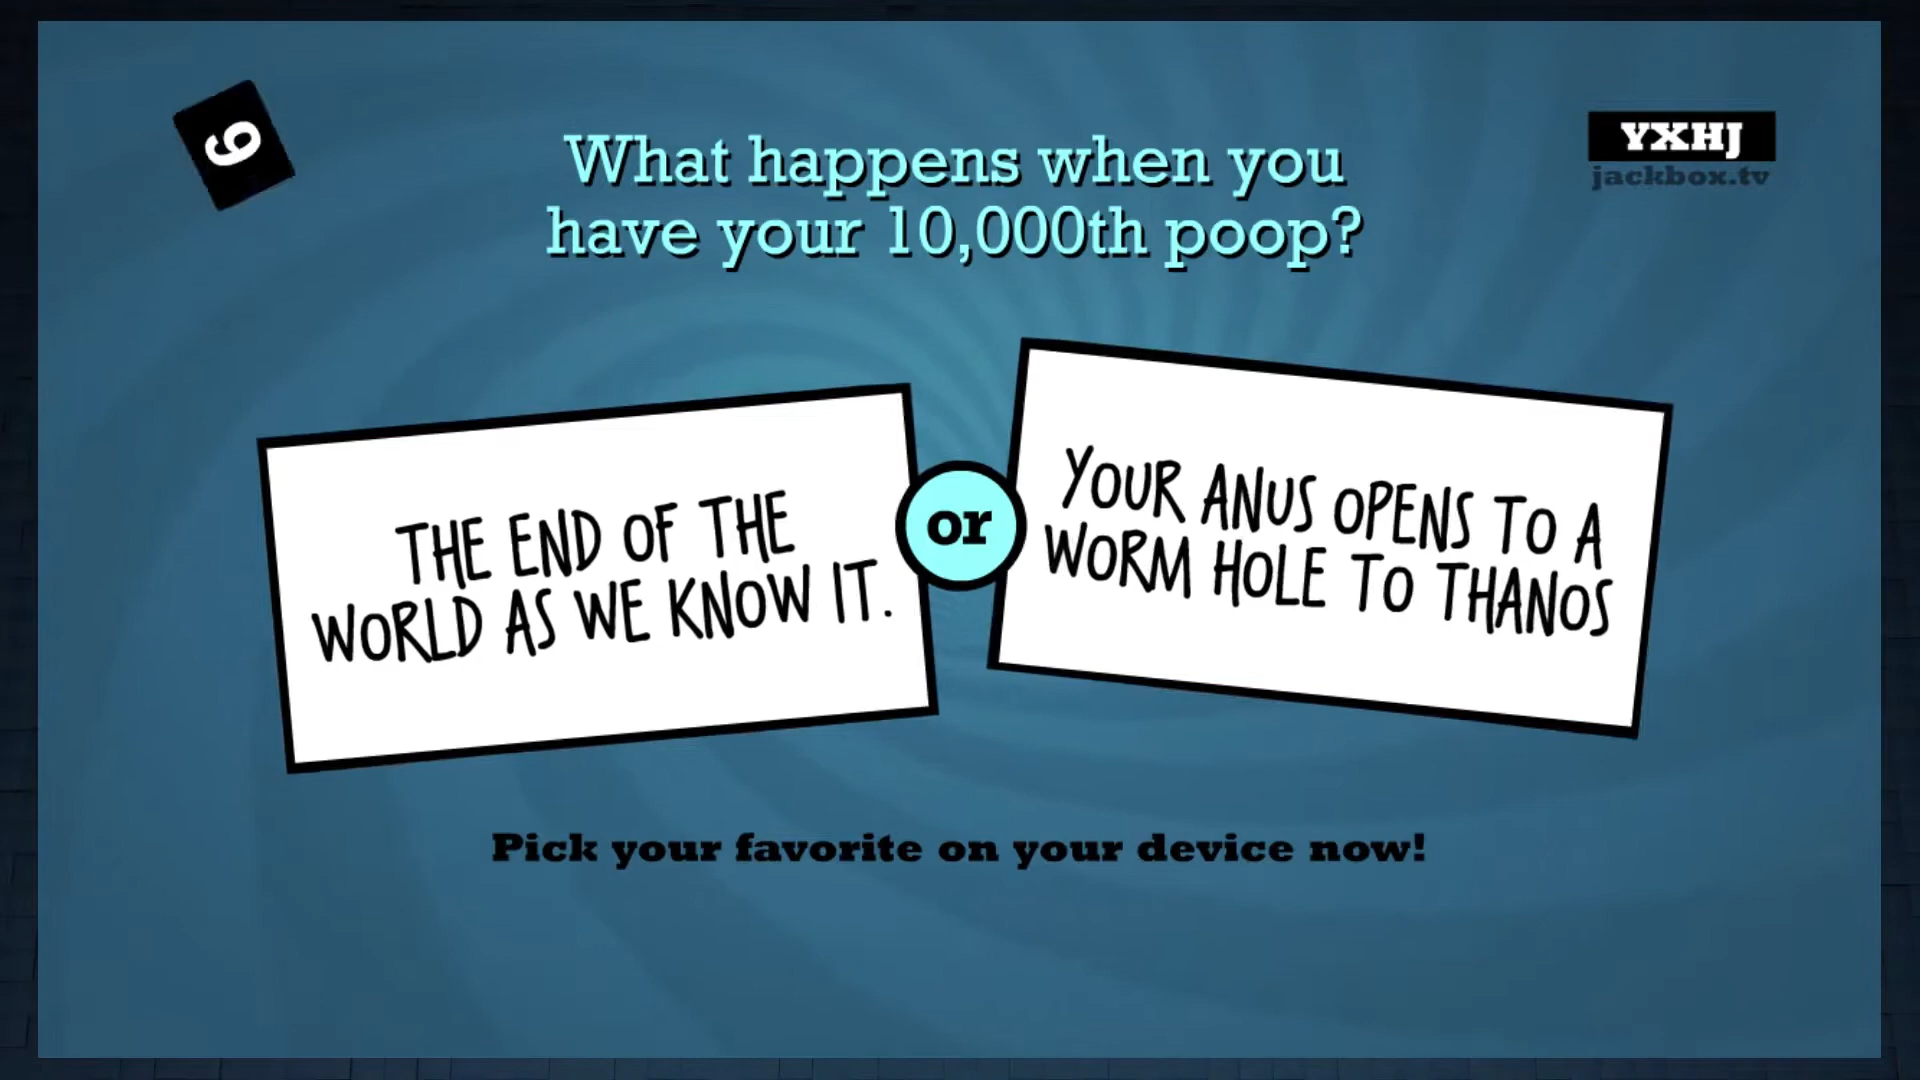 6
YXHJ
jackbox.tv
What happens when you
have your 10,000th poop?
THE END OF THE
WORLD AS WE KNOW IT.
or
YOUR ANUS OPENS TO A
WORM HOLE TO THANOS
Pick your favorite on your device now!